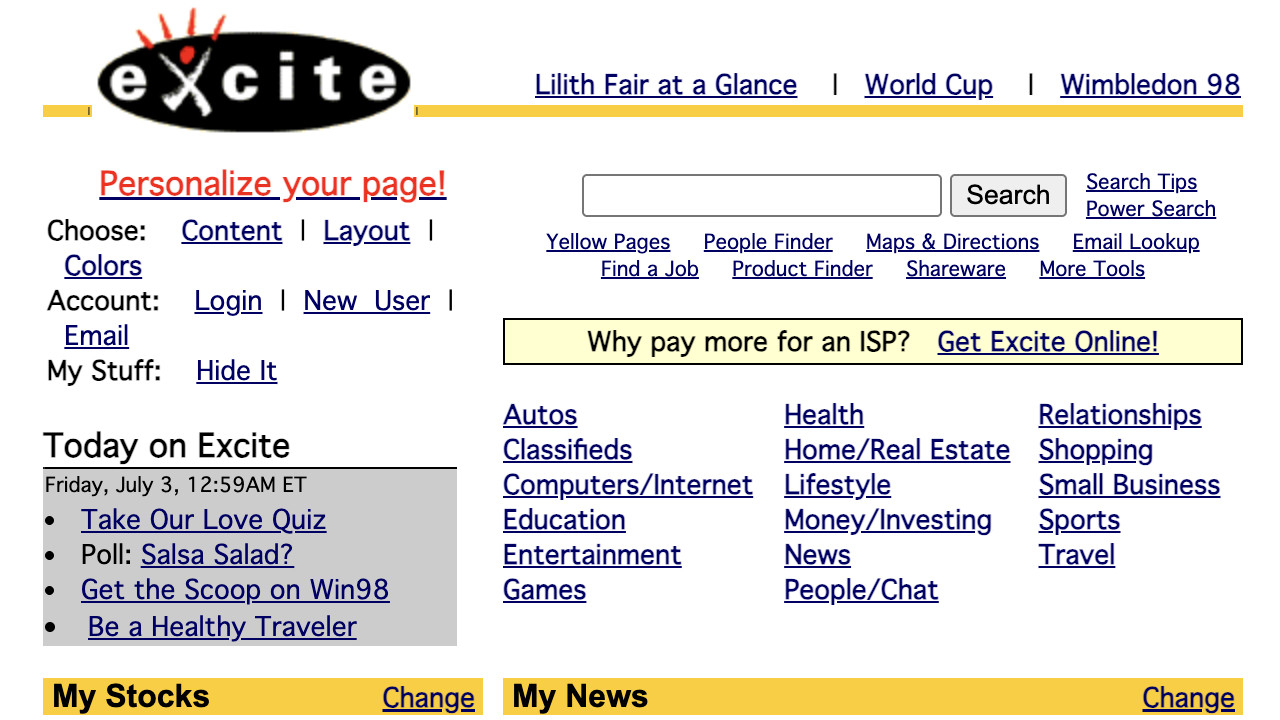 excite
Lilith Fair at a Glance | World Cup | Wimbledon 98
Personalize your page!
Choose: Content | Layout |
Colors
Account: Login | New User |
Email
My Stuff: Hide It
Today on Excite
Friday, July 3, 12:59AM ET
• Take Our Love Quiz
• Poll: Salsa Salad?
• Get the Scoop on Win98
• Be a Healthy Traveler
Search
Search Tips
Power Search
Yellow Pages People Finder Maps & Directions Email Lookup
Find a Job Product Finder Shareware More Tools
Why pay more for an ISP? Get Excite Online!
Autos
Classifieds
Computers/Internet
Education
Entertainment
Games
Health
Home/Real Estate
Lifestyle
Money/Investing
News
People/Chat
Relationships
Shopping
Small Business
Sports
Travel
My Stocks Change
My News Change